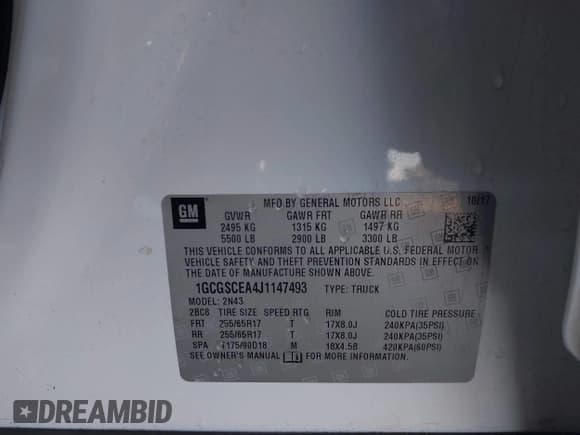 GM
MFD BY GENERAL MOTORS LLC 10/17
GVWR GAWR FRT GAWR RR
2495 KG 1315 KG 1497 KG
5500 LB 2900 LB 3300 LB
THIS VEHICLE CONFORMS TO ALL APPLICABLE U.S. FEDERAL MOTOR
VEHICLE SAFETY AND THEFT PREVENTION STANDARDS IN EFFECT ON
THE DATE OF MANUFACTURE SHOWN ABOVE.
1GCGSCEA4J1147493 TYPE: TRUCK
MODEL: 2N43
2BC8 TIRE SIZE SPEED RTG RIM COLD TIRE PRESSURE
FRT 255/65R17 T 17X8.0J 240KPA(35PSI)
RR 255/65R17 T 17X8.0J 240KPA(35PSI)
SPA T175/90D18 M 18X4.5B 420KPA(60PSI)
SEE OWNER'S MANUAL FOR MORE INFORMATION.
DREAMBID